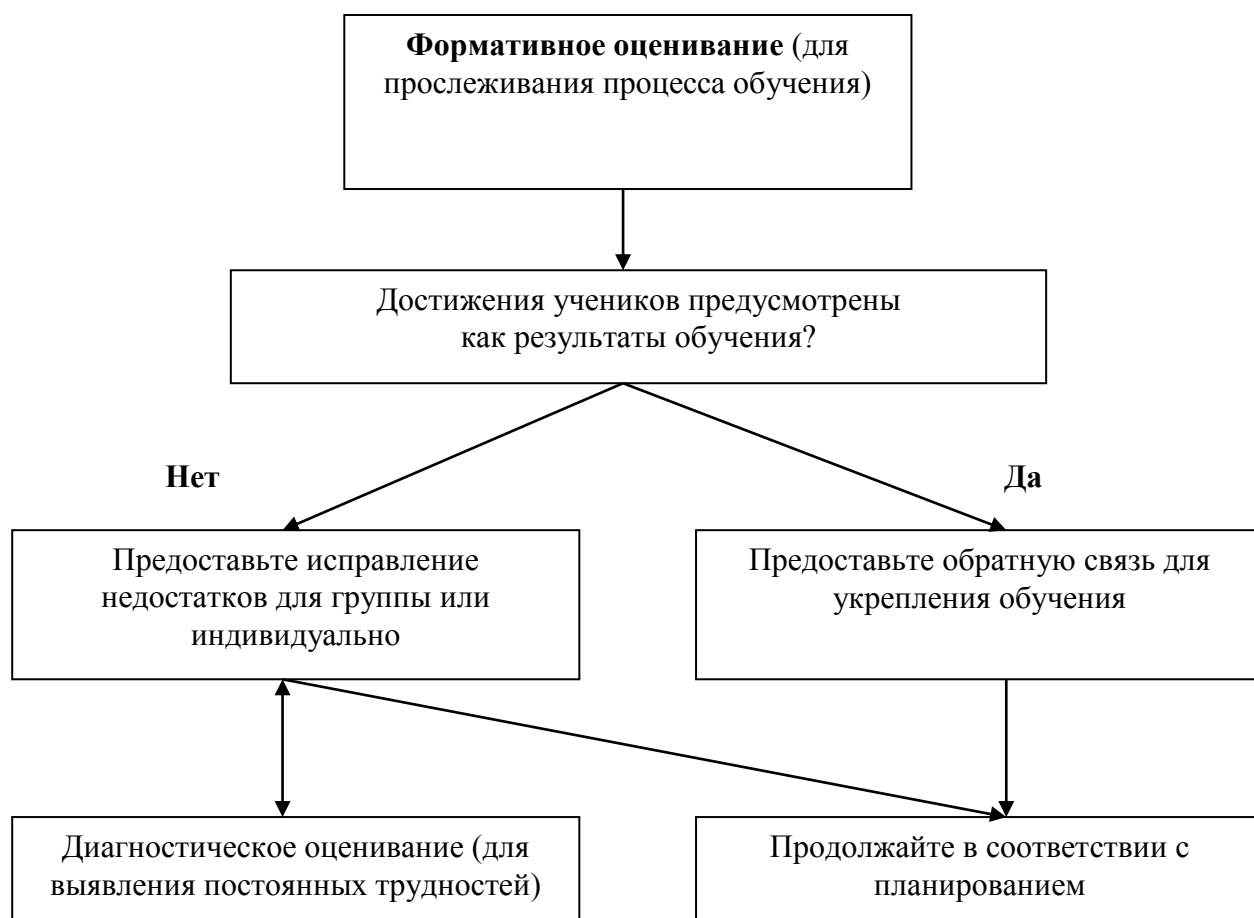 Формативное оценивание (для
прослеживания процесса обучения)
Достижения учеников предусмотрены
как результаты обучения?
Нет
Да
Предоставьте исправление
недостатков для группы или
индивидуально
Предоставьте обратную связь для
укрепления обучения
Диагностическое оценивание (для
выявления постоянных трудностей)
Продолжайте в соответствии с
планированием